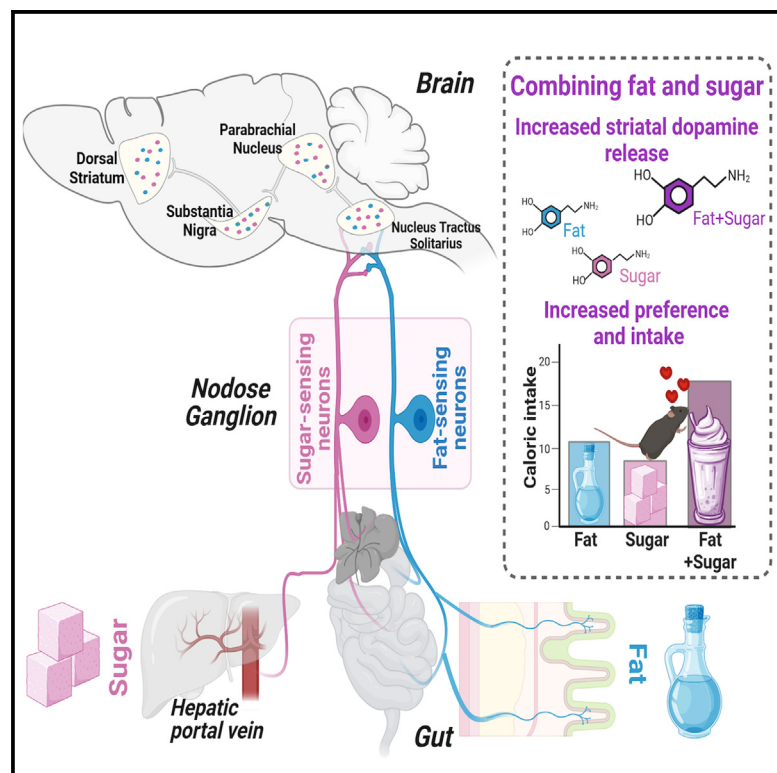 Brain
Dorsal
Striatum
Parabrachial
Nucleus
Substantia
Nigra
Nucleus Tractus
Solitarius
Nodose
Ganglion
Sugar-sensing
neurons
Fat-sensing
neurons
Sugar
Hepatic
portal vein
Gut
Fat
Combining fat and sugar
Increased striatal dopamine
release
HO
NH₂
HO
Fat
HO
NH₂
HO
Fat+Sugar
HO
NH₂
HO
Sugar
Increased preference
and intake
Caloric intake
20
15
10
5
0
Fat
Sugar
Fat
+Sugar